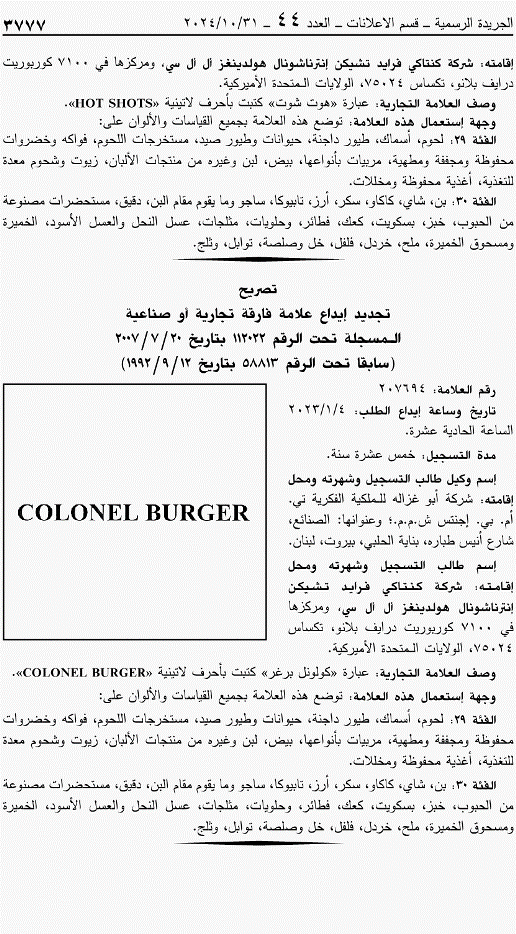 الجريدة الرسمية ــ قسم الاعلانات ــ العدد ٤٤ ــ ٢٠٢٤/١٠/٣١ ٣٧٧٧
إقامته: شركة كنتاكي فرايد تشيكن إنترناشونال هولدينغز أل أل سي، ومركزها في ٧١٠٠ كوربوريت
درايف بلانو، تكساس ٧٥٠٢٤، الولايات الـمتحدة الأميركية.
وصف العلامة التجارية: عبارة «هوت شوت» كتبت بأحرف لاتينية «HOT SHOTS».
وجهة إستعمال هذه العلامة: توضع هذه العلامة بجميع القياسات والألوان على:
الفئة ٢٩: لحوم، أسماك، طيور داجنة، حيوانات وطيور صيد، مستخرجات اللحوم، فواكه وخضروات
محفوظة ومجففة ومطهية، مربيات بأنواعها، بيض، لبن وغيره من منتجات الألبان، زيوت وشحوم معدة
للتغذية، أغذية محفوظة ومخللات.
الفئة ٣٠: بن، شاي، كاكاو، سكر، أرز، تابيوكا، ساجو وما يقوم مقام البن، دقيق، مستحضرات مصنوعة
من الحبوب، خبز، بسكويت، كعك، فطائر، وحلويات، مثلجات، عسل النحل والعسل الأسود، الخميرة
ومسحوق الخميرة، ملح، خردل، فلفل، خل وصلصة، توابل، وثلج.
تصريح
تجديد إيداع علامة فارقة تجارية أو صناعية
الـمسجلة تحت الرقم ١١٢٠٢٢ بتاريخ ٢٠٠٧/٧/٢٠
(سابقا تحت الرقم ٥٨٨١٣ بتاريخ ١٩٩٢/٩/١٢)
رقم العلامة: ٢٠٧٦٩٤
تاريخ وساعة إيداع الطلب: ٢٠٢٣/١/٤
الساعة الحادية عشرة.
مدة التسجيل: خمس عشرة سنة.
إسم وكيل طالب التسجيل وشهرته ومحل
إقامته: شركة أبو غزاله للـملكية الفكرية تي.
أم. بي. إجنتس ش.م.م.؛ وعنوانها: الصنائع،
شارع أنيس طباره، بناية الحلبي، بيروت، لبنان.
إسم طالب التسجيل وشهرته ومحل
إقامته: شركة كنتاكي فرايد تشيكن
إنترناشونال هولدينغز أل أل سي، ومركزها
في ٧١٠٠ كوربوريت درايف بلانو، تكساس
٧٥٠٢٤، الولايات الـمتحدة الأميركية.
COLONEL BURGER
وصف العلامة التجارية: عبارة «كولونل برغر» كتبت بأحرف لاتينية «COLONEL BURGER».
وجهة إستعمال هذه العلامة: توضع هذه العلامة بجميع القياسات والألوان على:
الفئة ٢٩: لحوم، أسماك، طيور داجنة، حيوانات وطيور صيد، مستخرجات اللحوم، فواكه وخضروات
محفوظة ومجففة ومطهية، مربيات بأنواعها، بيض، لبن وغيره من منتجات الألبان، زيوت وشحوم معدة
للتغذية، أغذية محفوظة ومخللات.
الفئة ٣٠: بن، شاي، كاكاو، سكر، أرز، تابيوكا، ساجو وما يقوم مقام البن، دقيق، مستحضرات مصنوعة
من الحبوب، خبز، بسكويت، كعك، فطائر، وحلويات، مثلجات، عسل النحل والعسل الأسود، الخميرة
ومسحوق الخميرة، ملح، خردل، فلفل، خل وصلصة، توابل، وثلج.